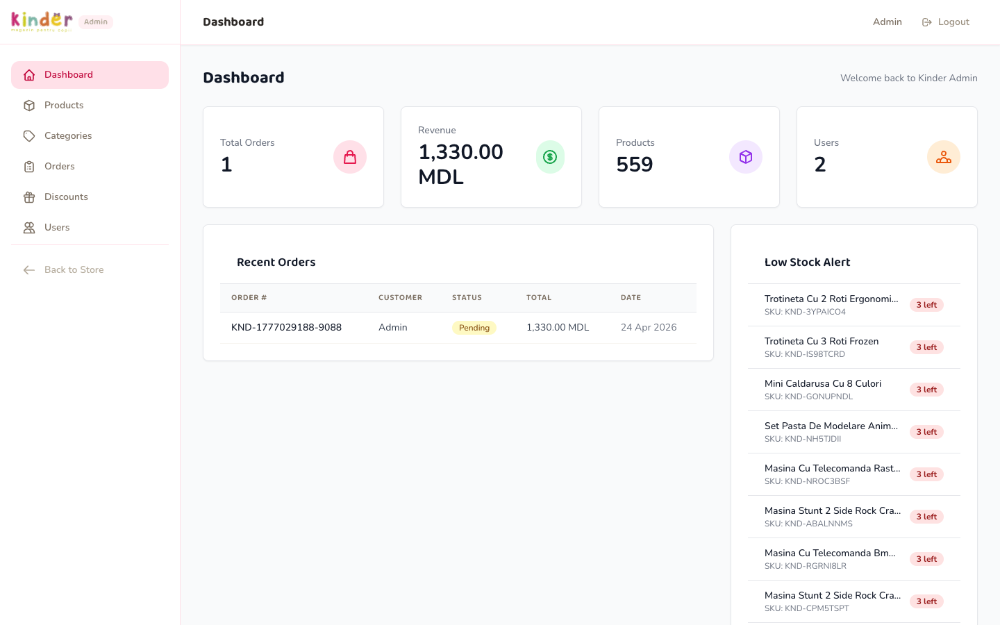 kinder
magazin pentru copii
Admin
Dashboard
Admin
Logout
Dashboard
Products
Categories
Orders
Discounts
Users
Back to Store
Dashboard
Welcome back to Kinder Admin
Total Orders
1
Revenue
1,330.00
MDL
Products
559
Users
2
Recent Orders
ORDER # CUSTOMER STATUS TOTAL DATE
KND-1777029188-9088 Admin Pending 1,330.00 MDL 24 Apr 2026
Low Stock Alert
Trotineta Cu 2 Roti Ergonomi...
SKU: KND-3YPAICO4
3 left
Trotineta Cu 3 Roti Frozen
SKU: KND-IS98TCRD
3 left
Mini Caldarusa Cu 8 Culori
SKU: KND-GONUPNDL
3 left
Set Pasta De Modelare Anim...
SKU: KND-NH5TJDII
3 left
Masina Cu Telecomanda Rast...
SKU: KND-NROC3BSF
3 left
Masina Stunt 2 Side Rock Cra...
SKU: KND-ABALNNMS
3 left
Masina Cu Telecomanda Bm...
SKU: KND-RGRNI8LR
3 left
Masina Stunt 2 Side Rock Cra...
SKU: KND-CPM5TSPT
3 left